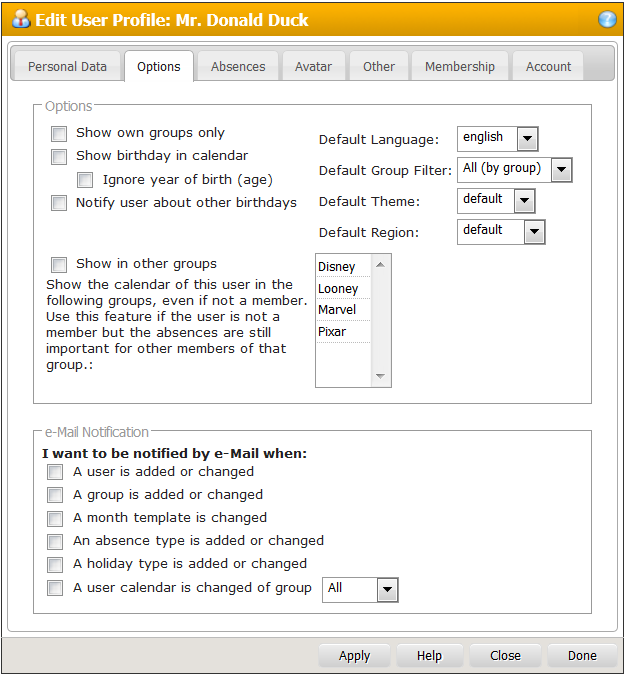 Edit User Profile: Mr. Donald Duck
Personal Data
Options
Absences
Avatar
Other
Membership
Account
Options
Show own groups only
Show birthday in calendar
Ignore year of birth (age)
Notify user about other birthdays
Default Language:
english
Default Group Filter:
All (by group)
Default Theme:
default
Default Region:
default
Show in other groups
Show the calendar of this user in the
following groups, even if not a member.
Use this feature if the user is not a
member but the absences are still
important for other members of that
group.:
Disney
Looney
Marvel
Pixar
e-Mail Notification
I want to be notified by e-Mail when:
A user is added or changed
A group is added or changed
A month template is changed
An absence type is added or changed
A holiday type is added or changed
A user calendar is changed of group
All
Apply
Help
Close
Done